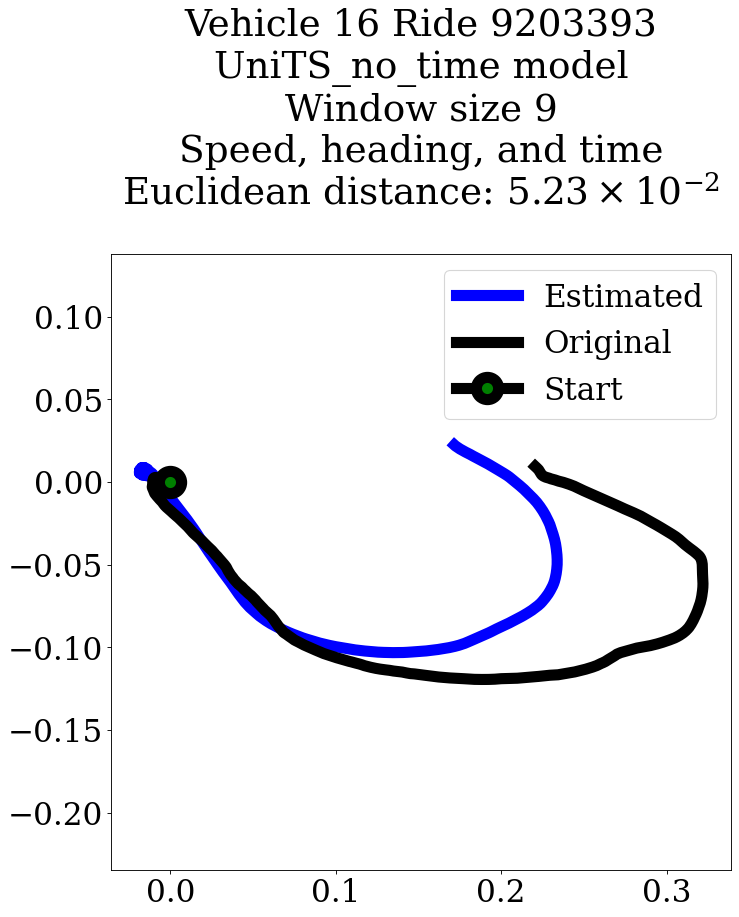 Vehicle 16 Ride 9203393
UniTS_no_time model
Window size 9
Speed, heading, and time
Euclidean distance: 5.23 × 10⁻²
Estimated
Original
Start
0.10
0.05
0.00
−0.05
−0.10
−0.15
−0.20
0.0 0.1 0.2 0.3